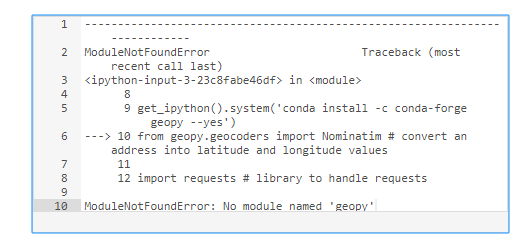 1 ---------------------------------------------------------------
------------
2 ModuleNotFoundError Traceback (most
recent call last)
3 <ipython-input-3-23c8fabe46df> in <module>
4 8
5 9 get_ipython().system('conda install -c conda-forge
geopy --yes')
6 ---> 10 from geopy.geocoders import Nominatim # convert an
address into latitude and longitude values
7 11
8 12 import requests # library to handle requests
9
10 ModuleNotFoundError: No module named 'geopy'